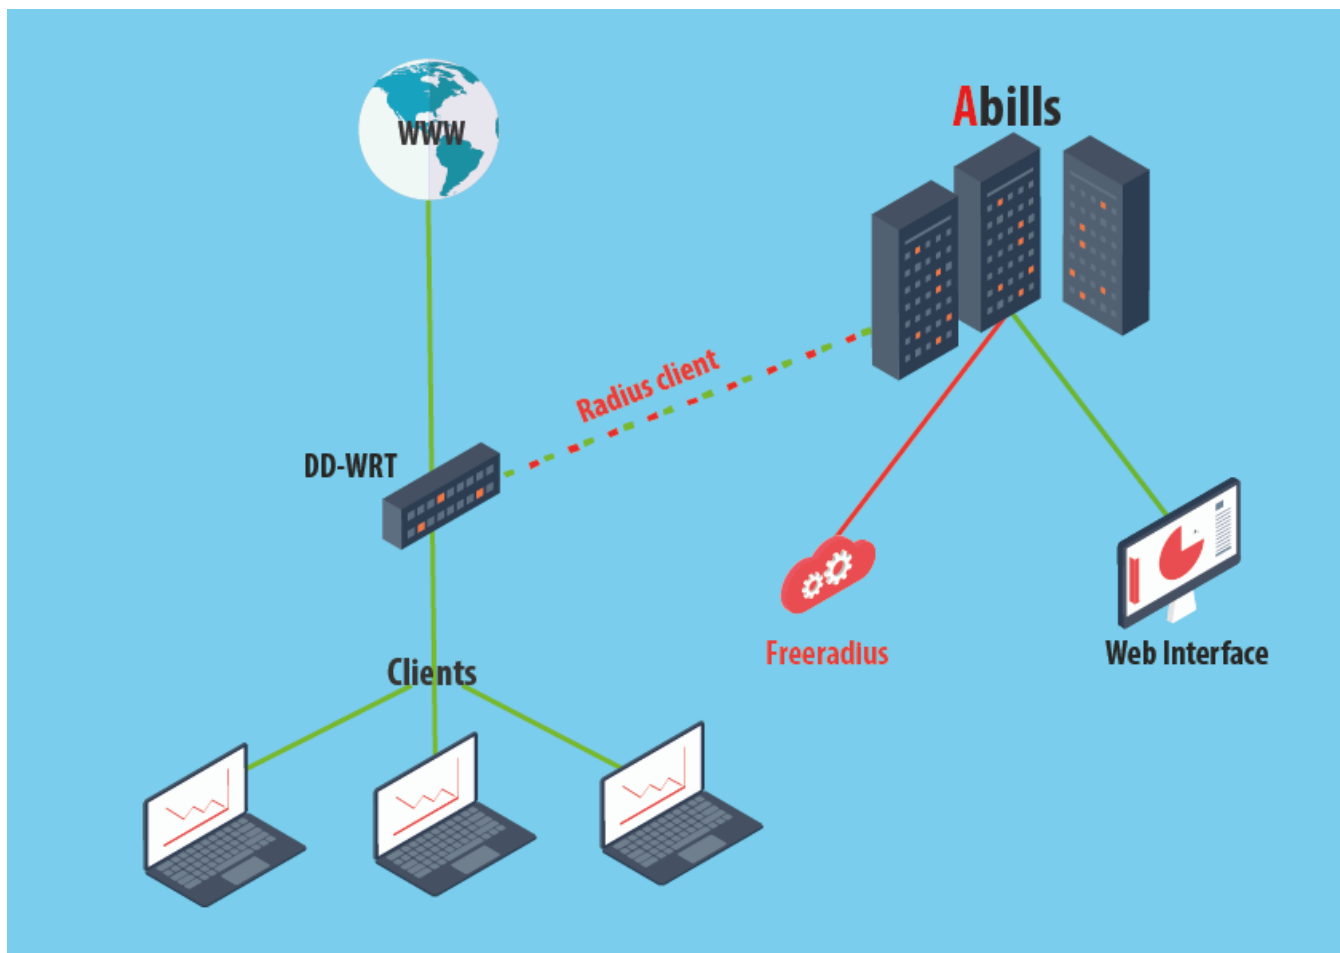 WWW
Abills
Radius client
DD-WRT
Freeradius
Web Interface
Clients